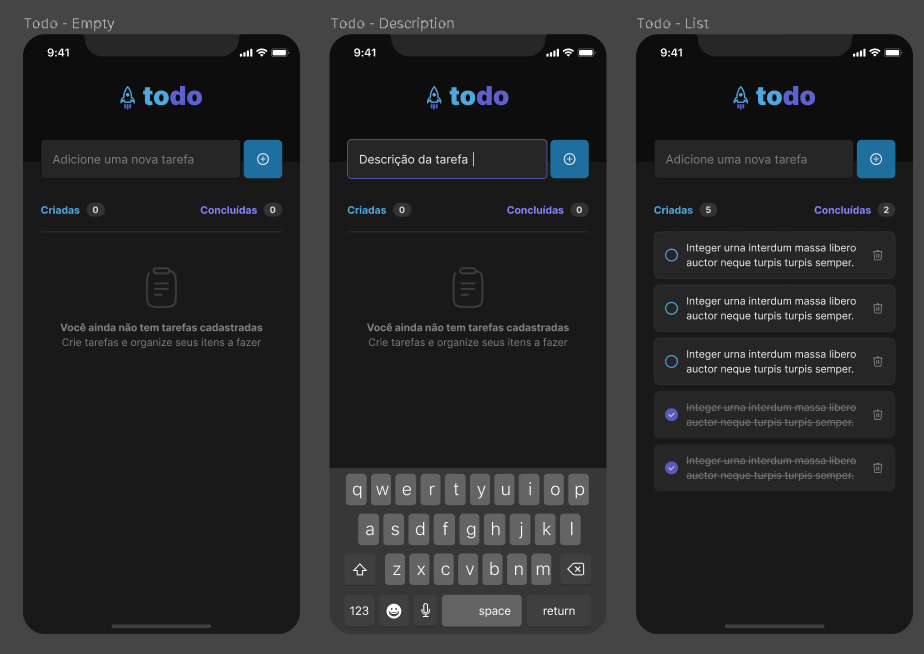 Todo - Empty
9:41
todo
Adicione uma nova tarefa
Criadas 0 Concluídas 0
Você ainda não tem tarefas cadastradas
Crie tarefas e organize seus itens a fazer
Todo - Description
9:41
todo
Descrição da tarefa
Criadas 0 Concluídas 0
Você ainda não tem tarefas cadastradas
Crie tarefas e organize seus itens a fazer
q w e r t y u i o p
a s d f g h j k l
z x c v b n m
123 space return
Todo - List
9:41
todo
Adicione uma nova tarefa
Criadas 5 Concluídas 2
Integer urna interdum massa libero
auctor neque turpis turpis semper.
Integer urna interdum massa libero
auctor neque turpis turpis semper.
Integer urna interdum massa libero
auctor neque turpis turpis semper.
Integer urna interdum massa libero
auctor neque turpis turpis semper.
Integer urna interdum massa libero
auctor neque turpis turpis semper.